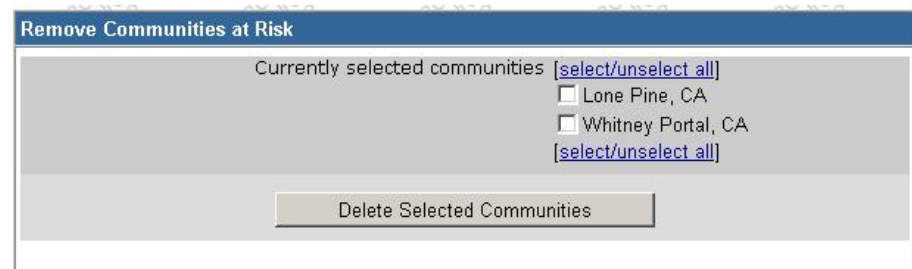 Remove Communities at Risk
Currently selected communities [select/unselect all]
Lone Pine, CA
Whitney Portal, CA
[select/unselect all]
Delete Selected Communities